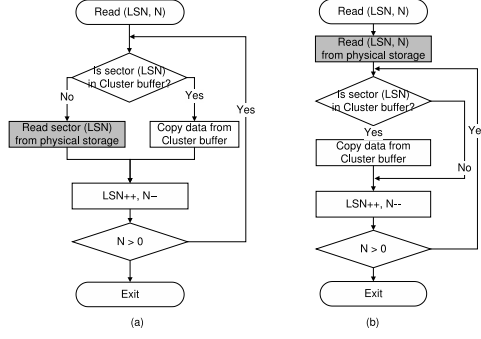 Read (LSN, N)
Is sector (LSN)
in Cluster buffer?
No
Yes
Read sector (LSN)
from physical storage
Copy data from
Cluster buffer
Yes
LSN++, N--
N > 0
Exit
(a)
Read (LSN, N)
Read (LSN, N)
from physical storage
Is sector (LSN)
in Cluster buffer?
Yes
Ye
Copy data from
Cluster buffer
No
LSN++, N--
N > 0
Exit
(b)